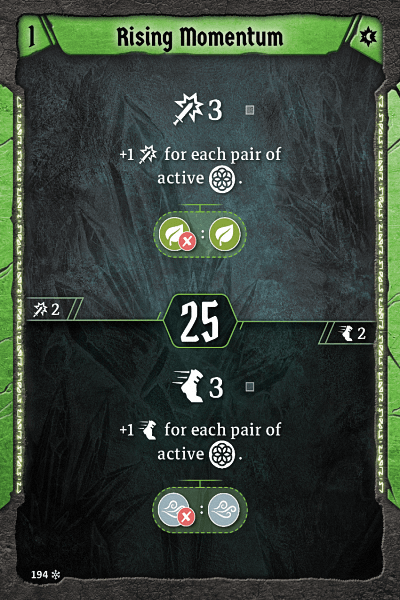 1 Rising Momentum
3
+1 for each pair of
active .
:
2
25
2
3
+1 for each pair of
active .
:
194